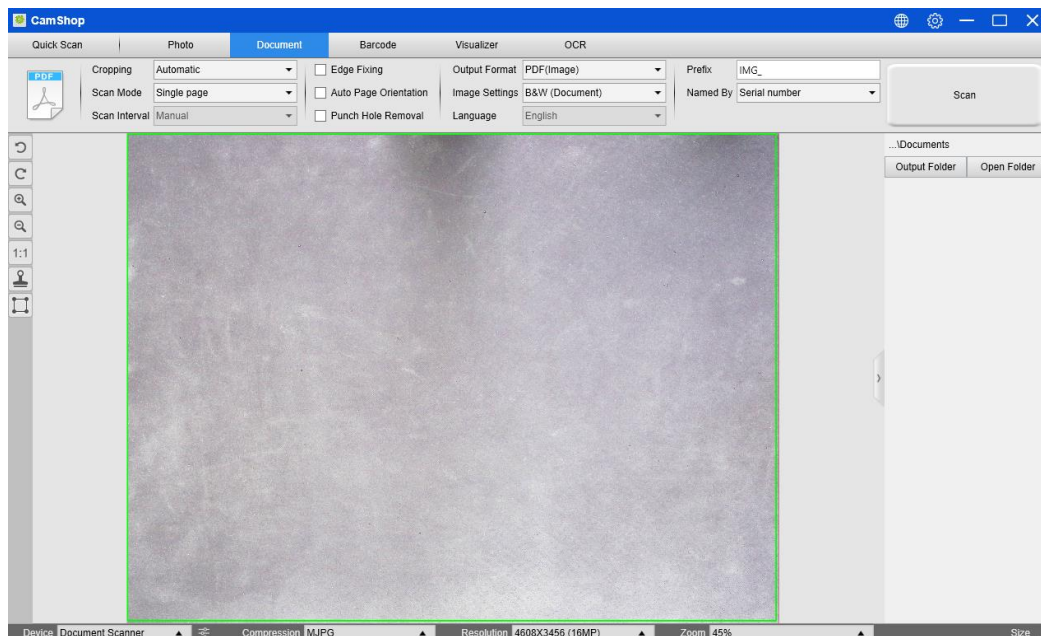 CamShop
Quick Scan Photo Document Barcode Visualizer OCR
PDF Cropping Automatic Edge Fixing Output Format PDF(Image) Prefix IMG_
Scan Mode Single page Auto Page Orientation Image Settings B&W (Document) Named By Serial number Scan
Scan Interval Manual Punch Hole Removal Language English
...\Documents
Output Folder Open Folder
1:1
Device Document Scanner Compression MJPG Resolution 4608X3456 (16MP) Zoom 45% Size